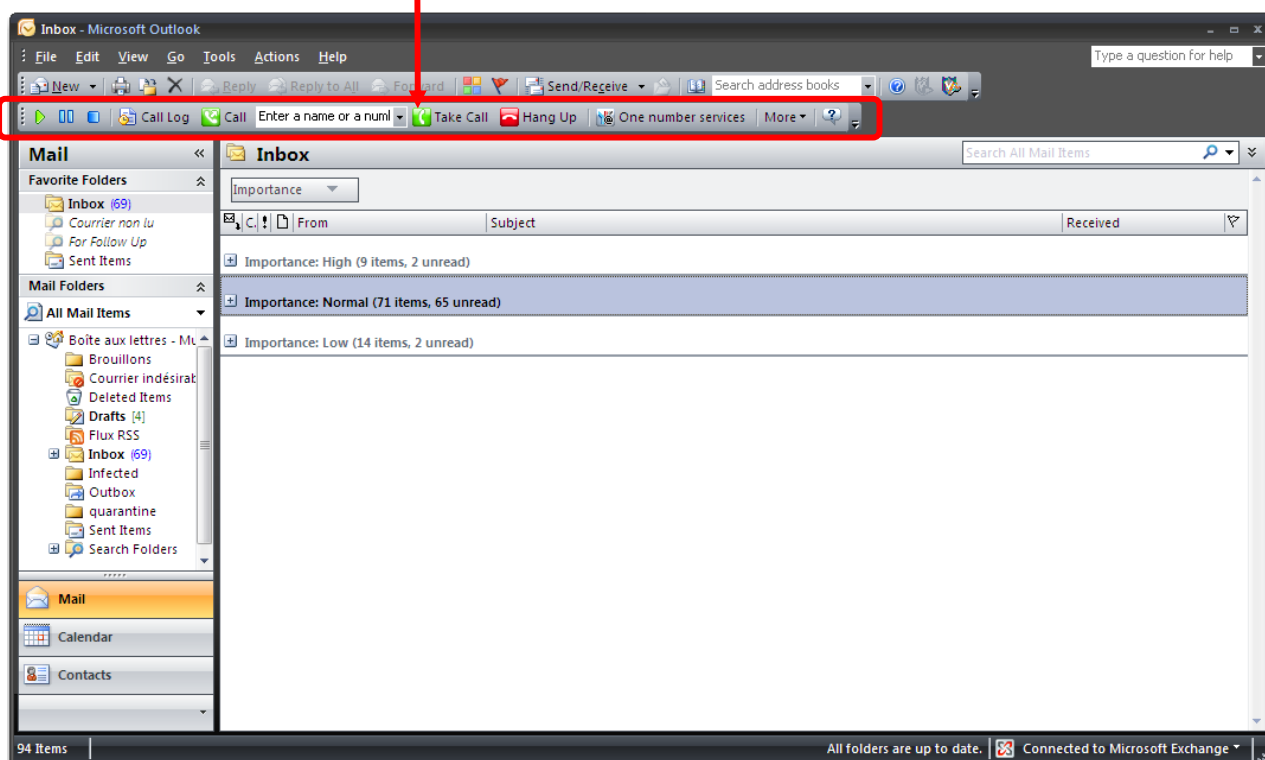 Inbox - Microsoft Outlook
File Edit View Go Tools Actions Help Type a question for help
New Reply Reply to All Forward Send/Receive Search address books
Call Log Call Enter a name or a numl Take Call Hang Up One number services More
Mail « Inbox Search All Mail Items
Favorite Folders
Importance
Inbox (69)
Courrier non lu
C. ! From Subject Received
For Follow Up
Sent Items
Importance: High (9 items, 2 unread)
Mail Folders
Importance: Normal (71 items, 65 unread)
All Mail Items
Boîte aux lettres - Mu
Importance: Low (14 items, 2 unread)
Brouillons
Courrier indésirab
Deleted Items
Drafts [4]
Flux RSS
Inbox (69)
Infected
Outbox
quarantine
Sent Items
Search Folders
Mail
Calendar
Contacts
94 Items All folders are up to date. Connected to Microsoft Exchange